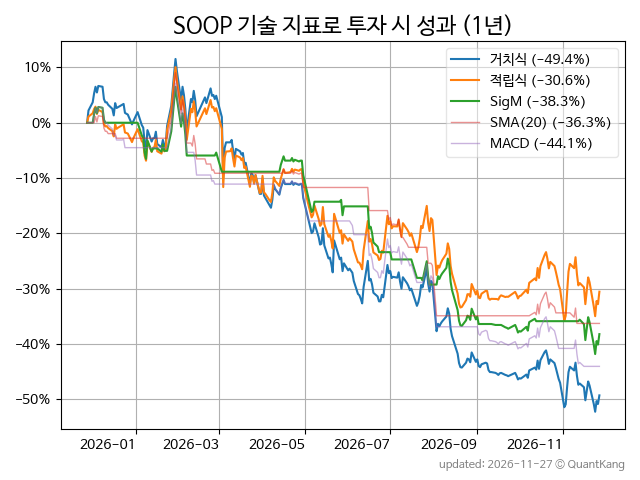 SOOP 기술 지표로 투자 시 성과 (1년)
거치식 (−49.4%)
적립식 (−30.6%)
SigM (−38.3%)
SMA(20) (−36.3%)
MACD (−44.1%)
10%
0%
−10%
−20%
−30%
−40%
−50%
2026−01 2026−03 2026−05 2026−07 2026−09 2026−11
updated: 2026−11−27 © QuantKang